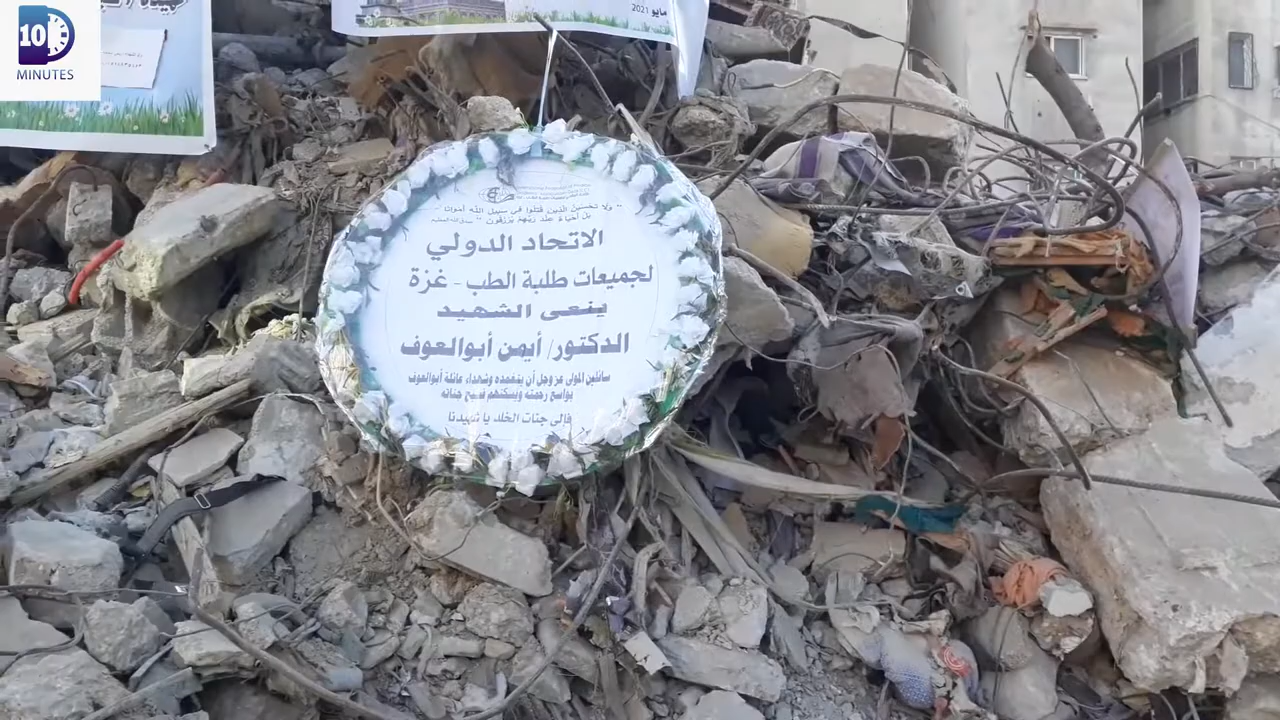 10
MINUTES
مايو 2021
" ولا تحسبن الذين قتلوا في سبيل الله أمواتا
بل أحياء عند ربهم يرزقون "
الاتحاد الدولي
لجمعيات طلبة الطب - غزة
ينعى الشهيد
الدكتور/ أيمن أبوالعوف
سائلين المولى عز وجل أن يتغمده وشهداء عائلة أبوالعوف
بواسع رحمته ويسكنهم فسيح جناته
فالى جنات الخلد يا شهيدنا